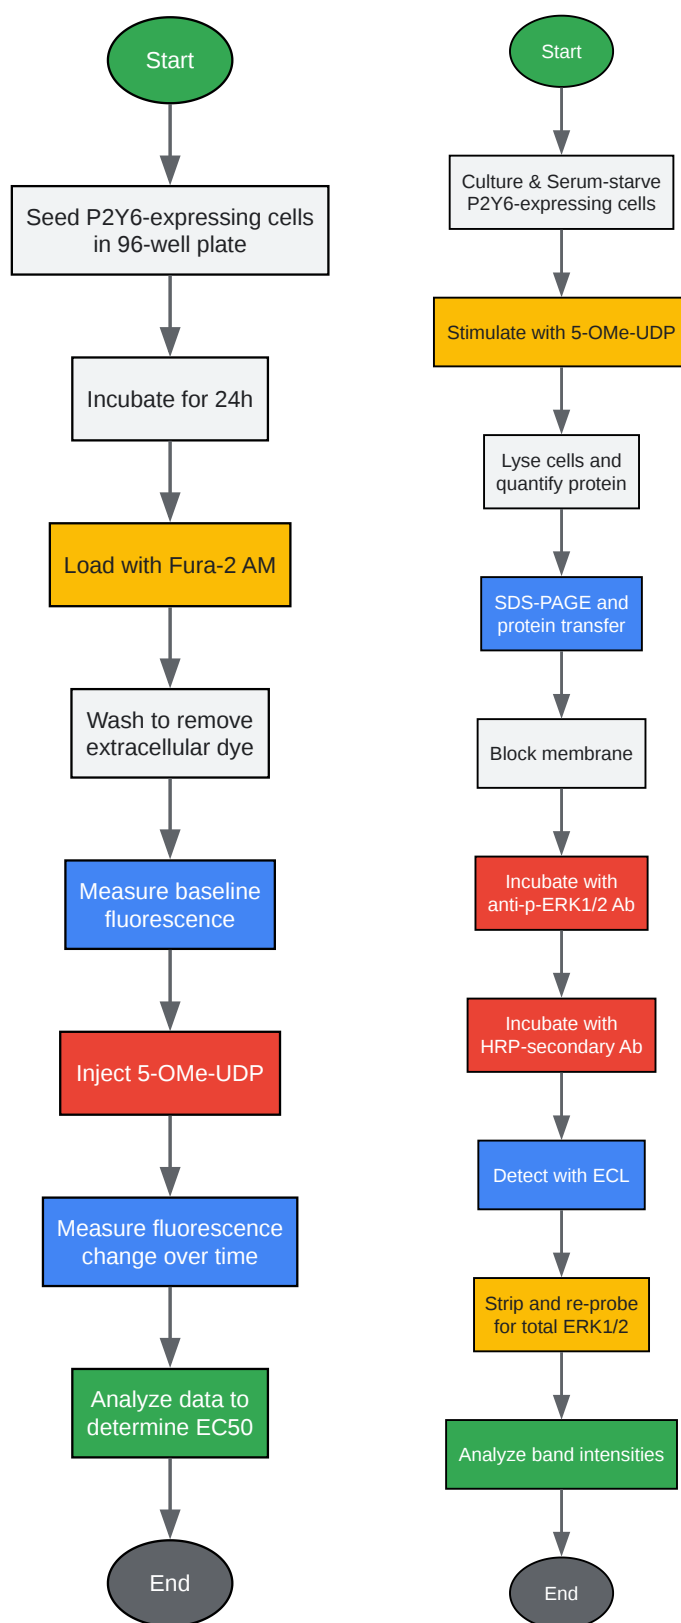 Start
Seed P2Y6-expressing cells
in 96-well plate
Incubate for 24h
Load with Fura-2 AM
Wash to remove
extracellular dye
Measure baseline
fluorescence
Inject 5-OMe-UDP
Measure fluorescence
change over time
Analyze data to
determine EC50
End
Start
Culture & Serum-starve
P2Y6-expressing cells
Stimulate with 5-OMe-UDP
Lyse cells and
quantify protein
SDS-PAGE and
protein transfer
Block membrane
Incubate with
anti-p-ERK1/2 Ab
Incubate with
HRP-secondary Ab
Detect with ECL
Strip and re-probe
for total ERK1/2
Analyze band intensities
End